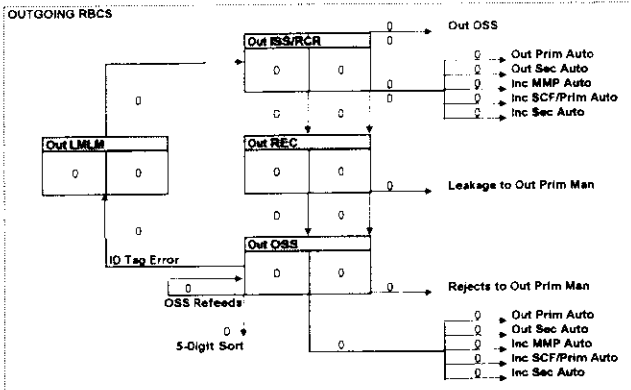 OUTGOING RBCS
0 Out OSS
Out ISS/RCR 0
0 Out Prim Auto
0 0 0 Out Sec Auto
0 Inc MMP Auto
0 0 Inc SCF/Prim Auto
0 0 0 0 Inc Sec Auto
Out LMLM Out REC
0 0 0 0
0 Leakage to Out Prim Man
0 0
0
Out OSS
ID Tag Error 0 0
0 0 Rejects to Out Prim Man
OSS Refeeds
0 0 Out Prim Auto
5-Digit Sort 0 Out Sec Auto
0 0 Inc MMP Auto
0 Inc SCF/Prim Auto
0 Inc Sec Auto